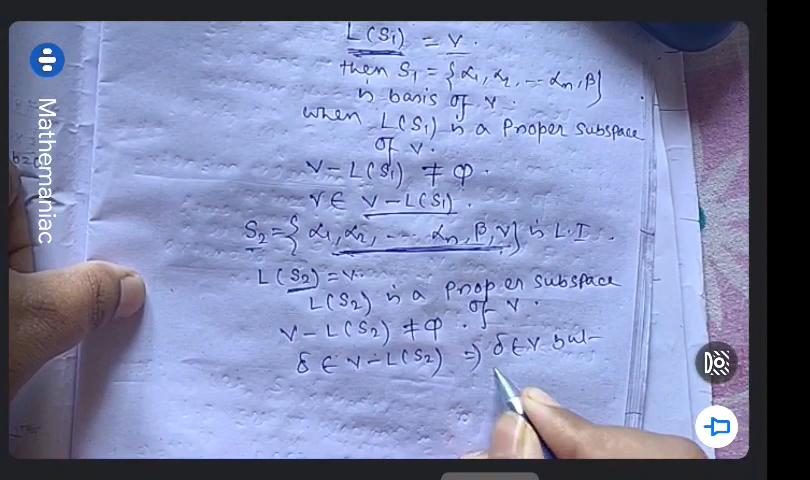 L(S₁) = V.
then S₁ = {α₁, α₂, ... αₙ, β}
is basis of V.
when L(S₁) is a Proper subspace
of V.
V - L(S₁) ≠ φ.
γ ∈ V - L(S₁).
S₂ = { α₁, α₂, ... αₙ, β, γ} is L.I.
L(S₂) = V.
L(S₂) is a proper subspace
of V.
V - L(S₂) ≠ φ.
δ ∈ V - L(S₂) ⇒ δ ∈ V but
Mathemaniac